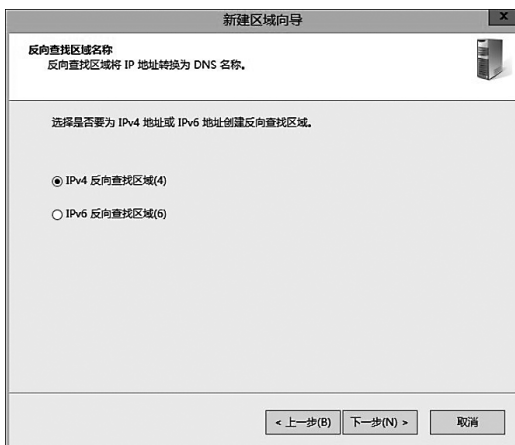 新建区域向导
x
反向查找区域名称
反向查找区域将 IP 地址转换为 DNS 名称。
选择是否要为 IPv4 地址或 IPv6 地址创建反向查找区域。
IPv4 反向查找区域(4)
IPv6 反向查找区域(6)
< 上一步(B)
下一步(N) >
取消